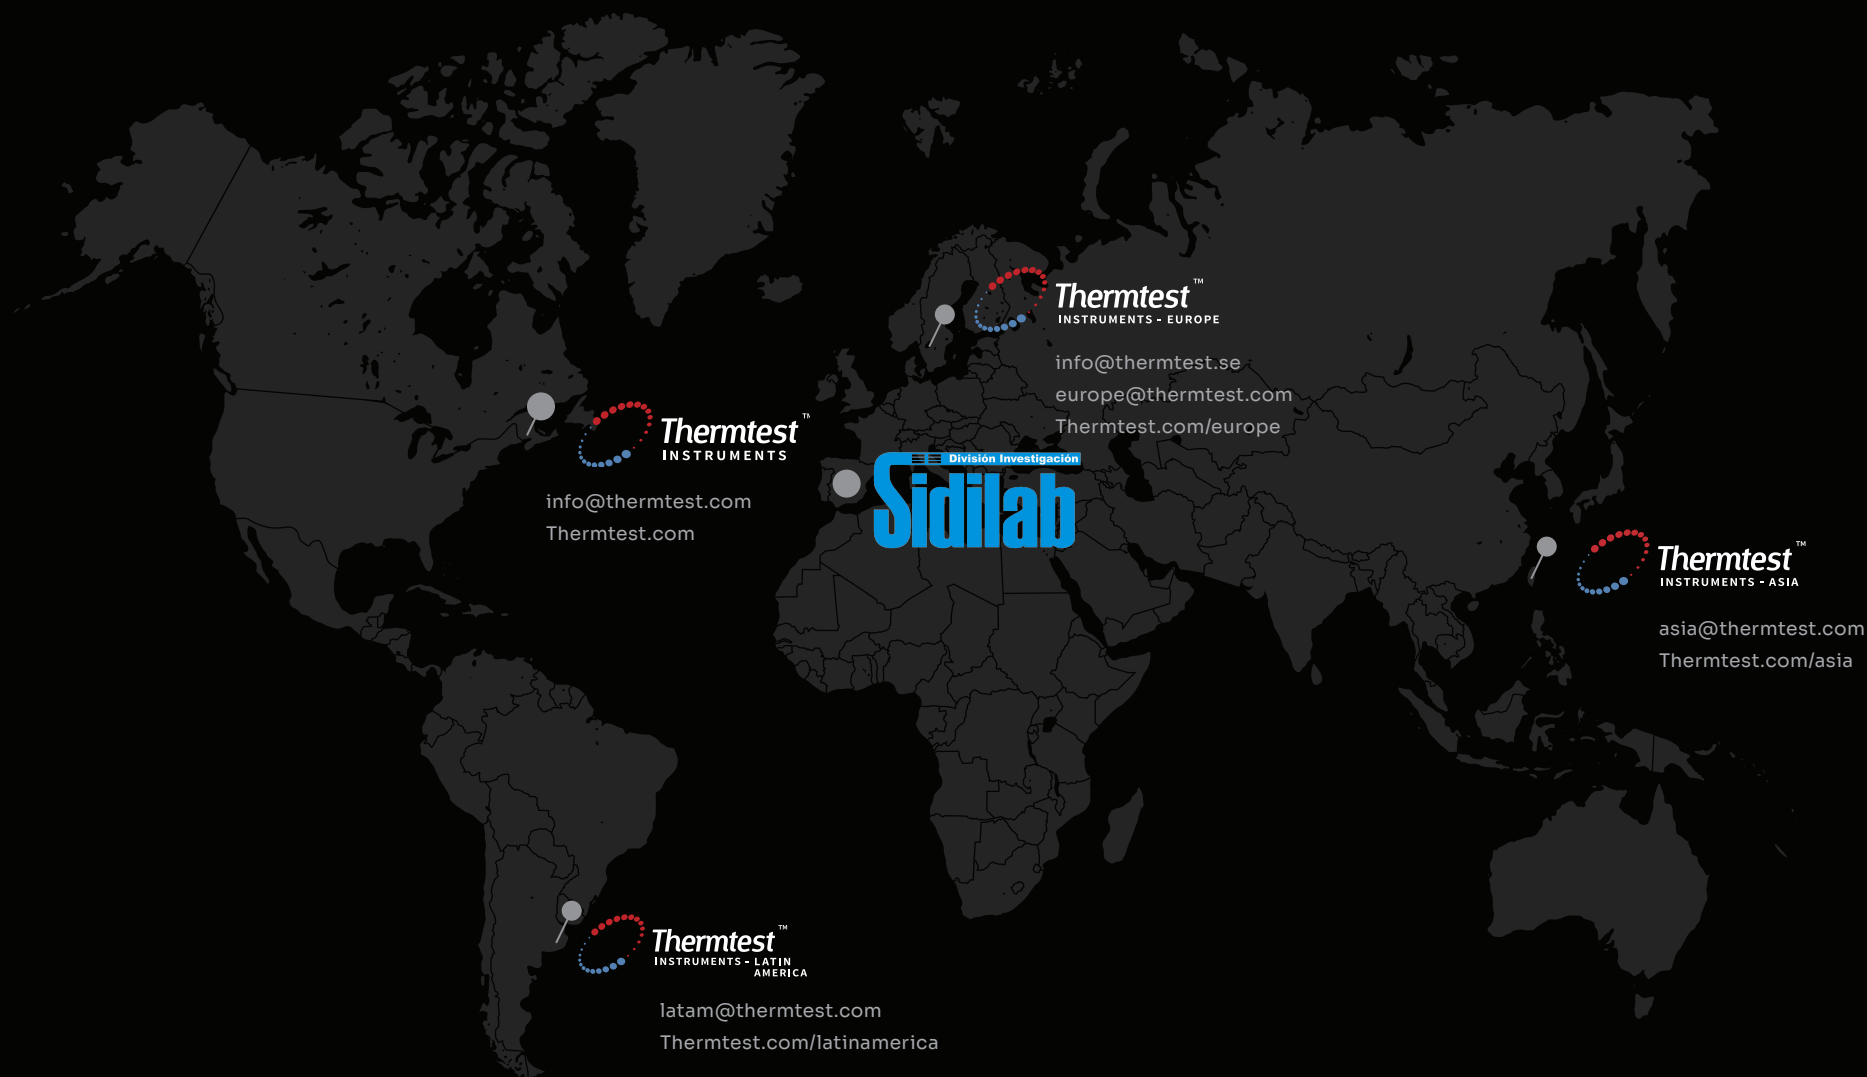 Thermtest™
INSTRUMENTS - EUROPE
info@thermtest.se
europe@thermtest.com
Thermtest.com/europe
Thermtest™
INSTRUMENTS
info@thermtest.com
Thermtest.com
División Investigación
Sidilab
Thermtest™
INSTRUMENTS - ASIA
asia@thermtest.com
Thermtest.com/asia
Thermtest™
INSTRUMENTS - LATIN
AMERICA
latam@thermtest.com
Thermtest.com/latinamerica